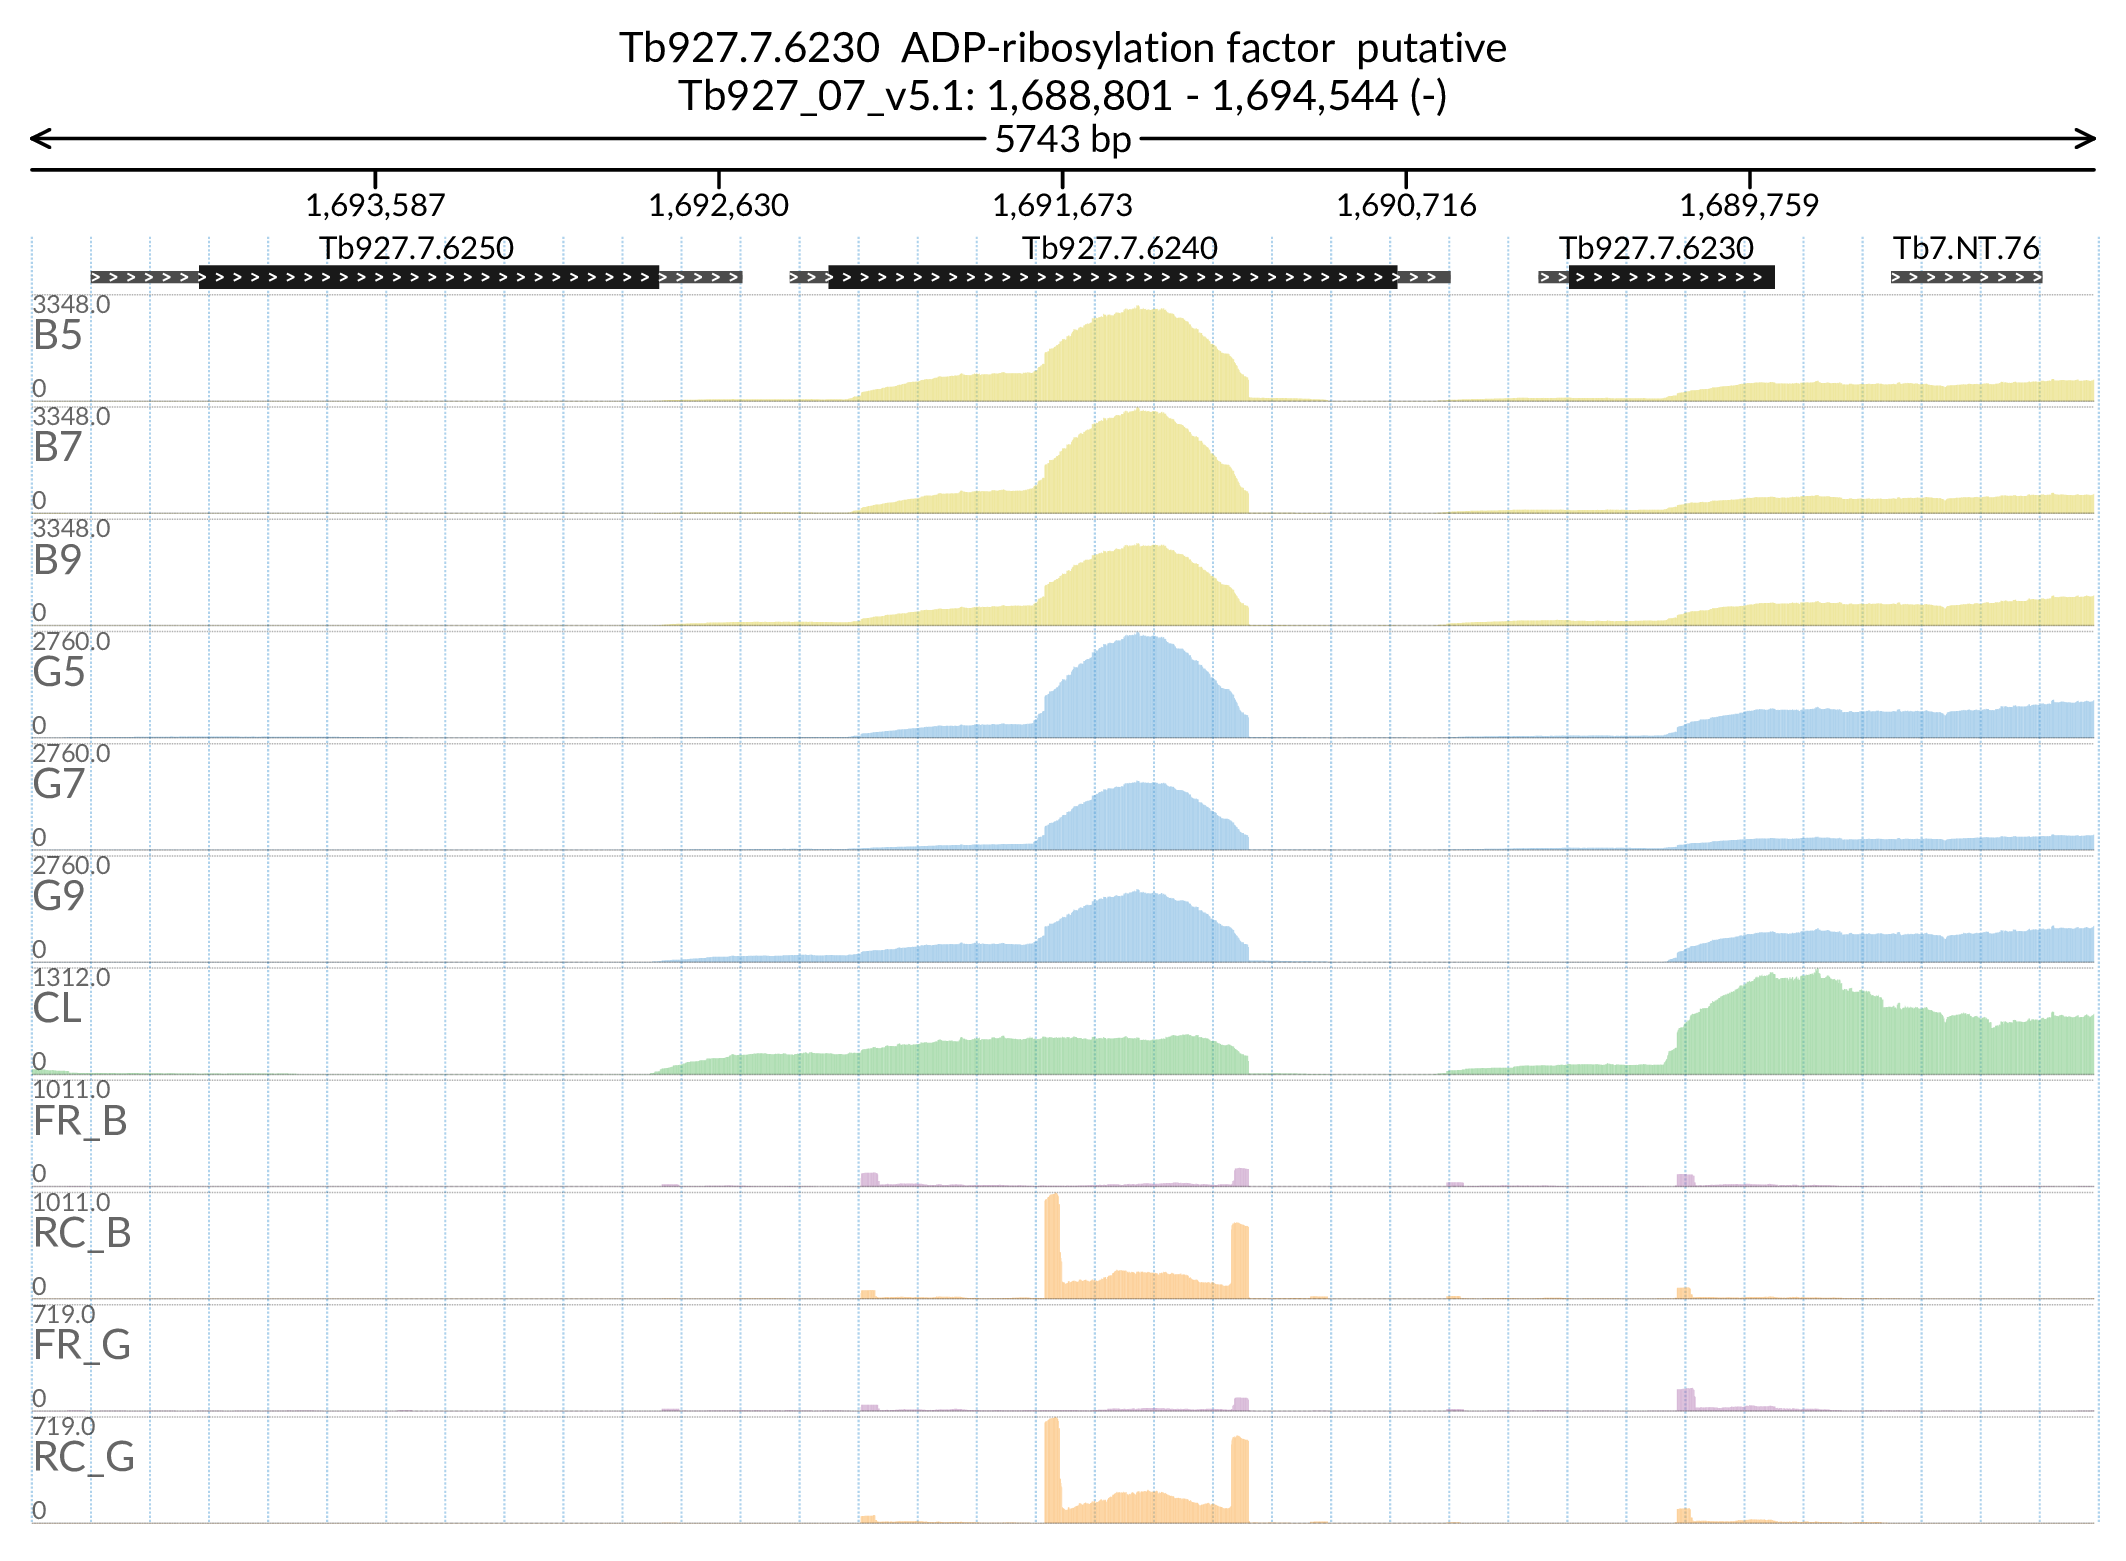 Tb927.7.6230  ADP-ribosylation factor  putative
Tb927_07_v5.1: 1,688,801 - 1,694,544 (-)
5743 bp
1,693,587 1,692,630 1,691,673 1,690,716 1,689,759
Tb927.7.6250 Tb927.7.6240 Tb927.7.6230 Tb7.NT.76
3348.0
B5
0
3348.0
B7
0
3348.0
B9
0
2760.0
G5
0
2760.0
G7
0
2760.0
G9
0
1312.0
CL
0
1011.0
FR_B
0
1011.0
RC_B
0
719.0
FR_G
0
719.0
RC_G
0